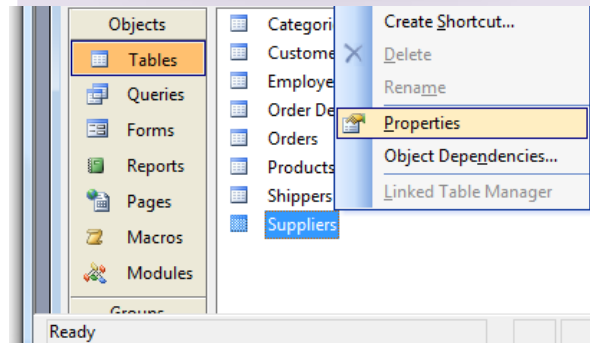 Objects
Tables
Queries
Forms
Reports
Pages
Macros
Modules
Groups
Categori
Custome
Employe
Order De
Orders
Products
Shippers
Suppliers
Create Shortcut...
Delete
Rename
Properties
Object Dependencies...
Linked Table Manager
Ready